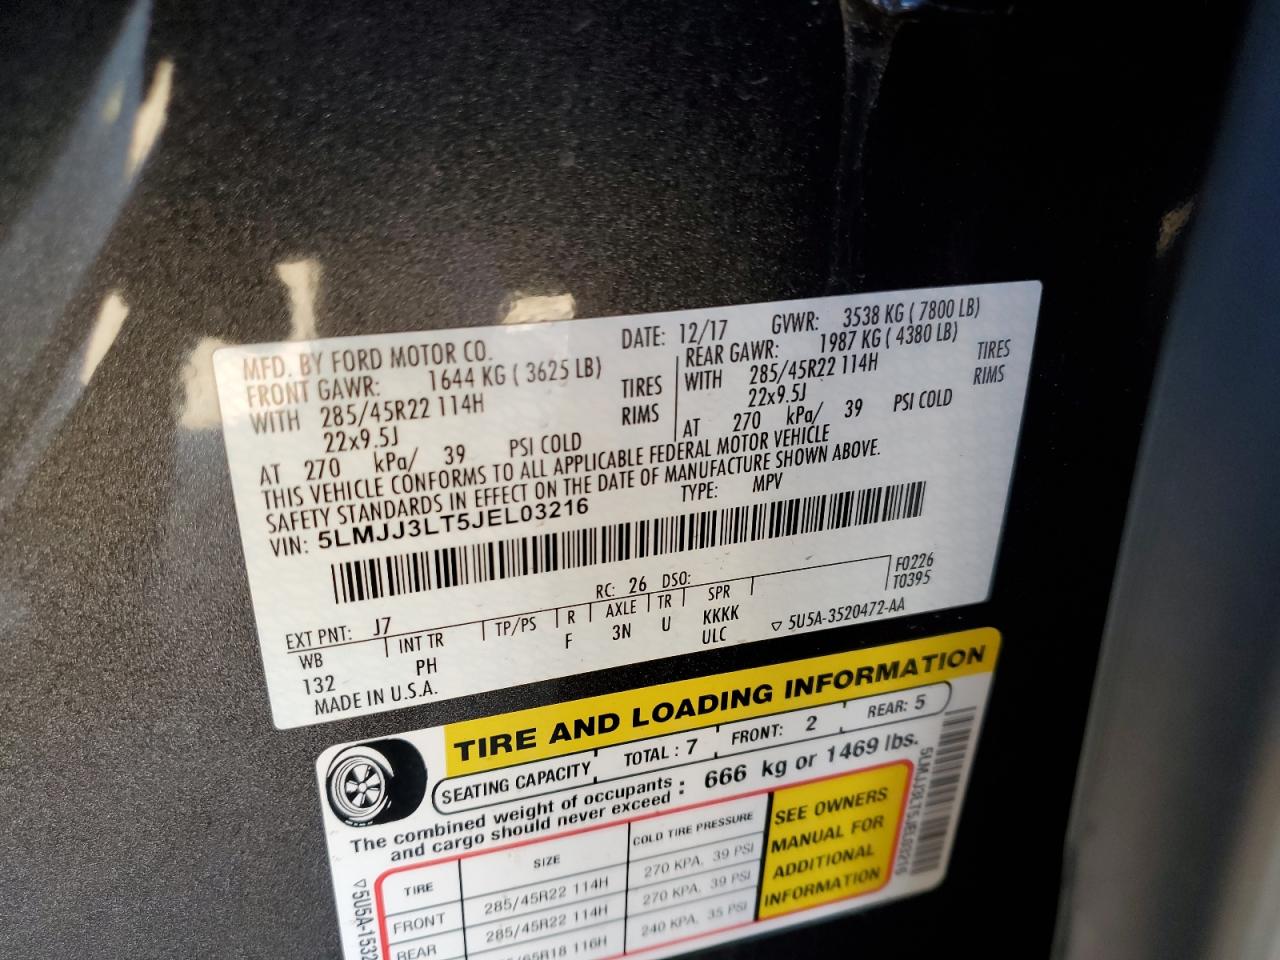 MFD. BY FORD MOTOR CO.
DATE: 12/17 GVWR: 3538 KG ( 7800 LB)
FRONT GAWR: 1644 KG ( 3625 LB)
WITH 285/45R22 114H TIRES
22x9.5J RIMS
AT 270 kPa/ 39 PSI COLD
REAR GAWR: 1987 KG ( 4380 LB)
WITH 285/45R22 114H TIRES
22x9.5J RIMS
AT 270 kPa/ 39 PSI COLD
THIS VEHICLE CONFORMS TO ALL APPLICABLE FEDERAL MOTOR VEHICLE
SAFETY STANDARDS IN EFFECT ON THE DATE OF MANUFACTURE SHOWN ABOVE.
VIN: 5LMJJ3LT5JEL03216 TYPE: MPV
EXT PNT: J7 RC: 26 DSO:
WB INT TR TP/PS R AXLE TR SPR
132 PH F 3N U KKKK
ULC
F0226
T0395
MADE IN U.S.A.
▽ 5U5A-3520472-AA
TIRE AND LOADING INFORMATION
SEATING CAPACITY TOTAL : 7 FRONT: 2 REAR: 5
The combined weight of occupants
and cargo should never exceed : 666 kg or 1469 lbs.
TIRE SIZE COLD TIRE PRESSURE
FRONT 285/45R22 114H 270 KPA, 39 PSI
REAR 285/45R22 114H 270 KPA, 39 PSI
/65R18 116H 240 KPA, 35 PSI
SEE OWNERS
MANUAL FOR
ADDITIONAL
INFORMATION
5LMJJ3LT5JEL03216
▽5U5A-1532